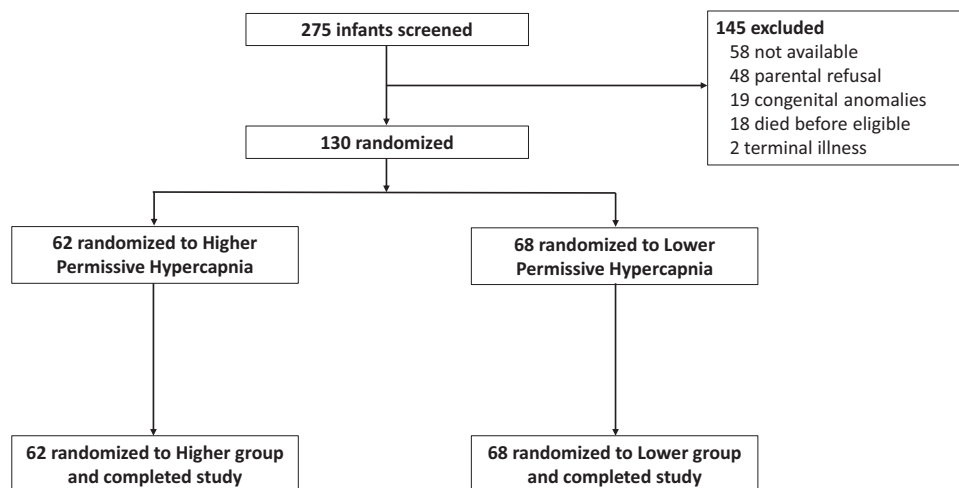 275 infants screened
145 excluded
58 not available
48 parental refusal
19 congenital anomalies
18 died before eligible
2 terminal illness
130 randomized
62 randomized to Higher
Permissive Hypercapnia
68 randomized to Lower
Permissive Hypercapnia
62 randomized to Higher group
and completed study
68 randomized to Lower group
and completed study